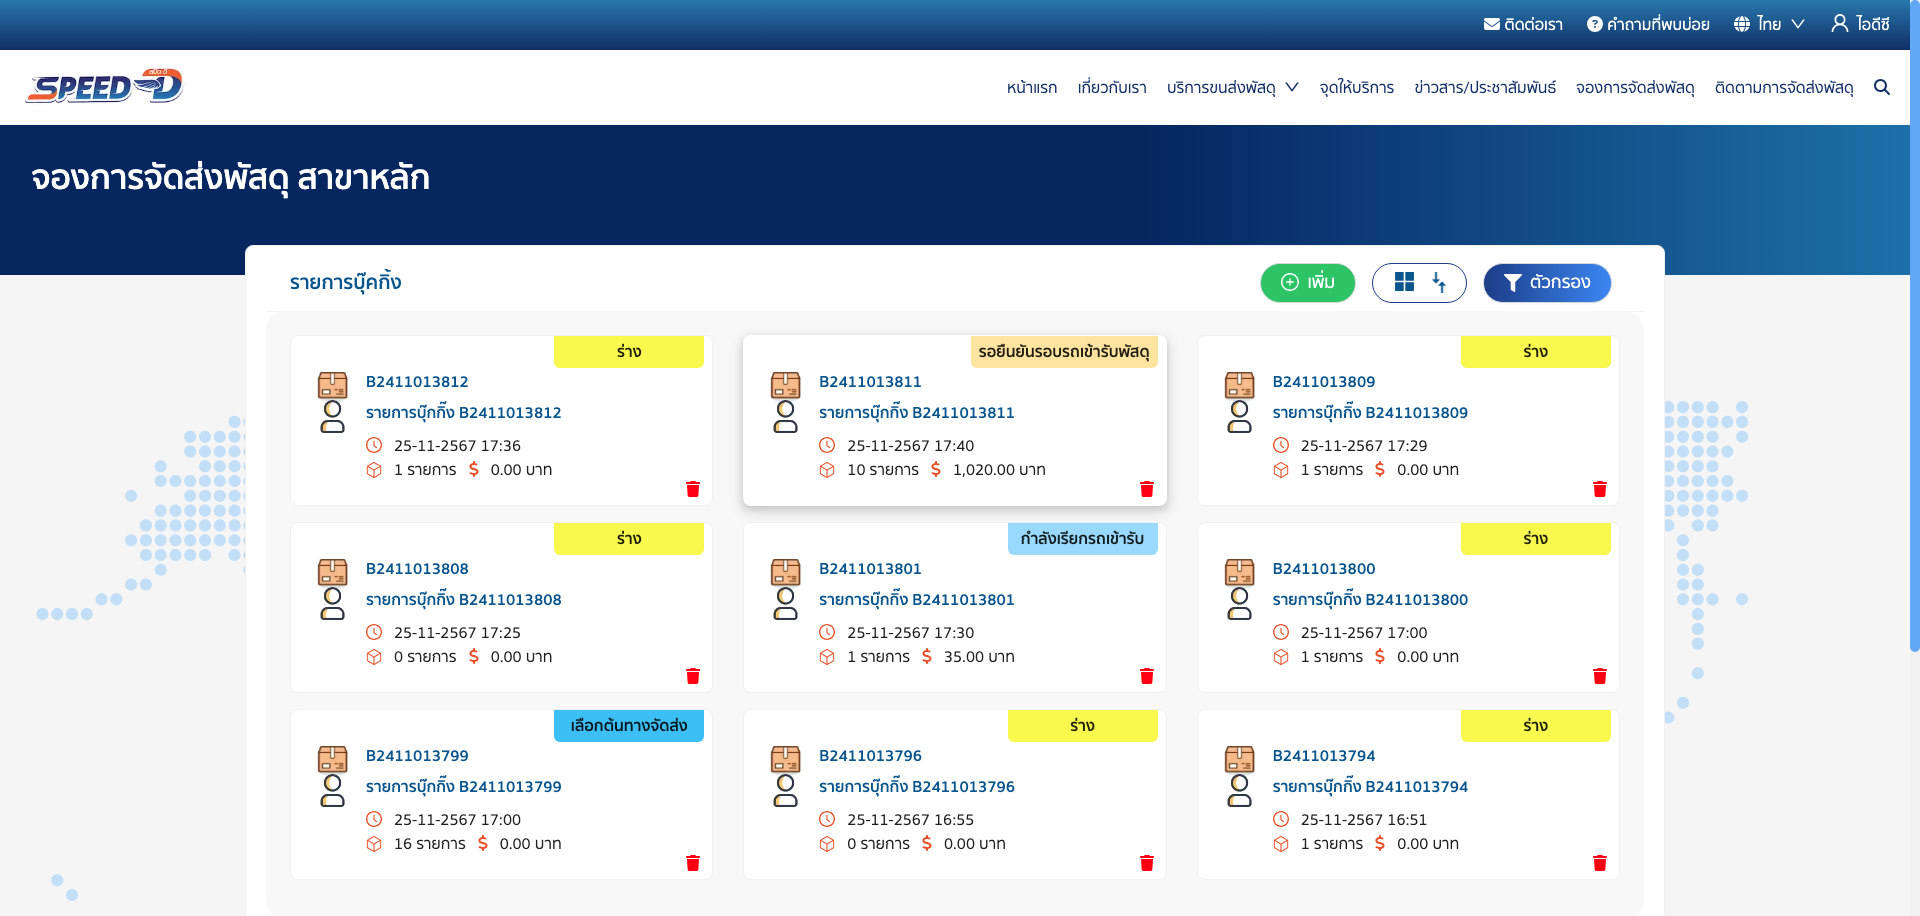 ติดต่อเรา คำถามที่พบบ่อย ไทย ไอดีซี
SPEED-D
หน้าแรก เกี่ยวกับเรา บริการขนส่งพัสดุ จุดให้บริการ ข่าวสาร/ประชาสัมพันธ์ จองการจัดส่งพัสดุ ติดตามการจัดส่งพัสดุ
จองการจัดส่งพัสดุ สาขาหลัก
รายการบุ๊คกิ้ง เพิ่ม ตัวกรอง
ร่าง
B2411013812
รายการบุ๊กกิ๊ง B2411013812
25-11-2567 17:36
1 รายการ $ 0.00 บาท
รอยืนยันรอบรถเข้ารับพัสดุ
B2411013811
รายการบุ๊กกิ๊ง B2411013811
25-11-2567 17:40
10 รายการ $ 1,020.00 บาท
ร่าง
B2411013809
รายการบุ๊กกิ๊ง B2411013809
25-11-2567 17:29
1 รายการ $ 0.00 บาท
ร่าง
B2411013808
รายการบุ๊กกิ๊ง B2411013808
25-11-2567 17:25
0 รายการ $ 0.00 บาท
กำลังเรียกรถเข้ารับ
B2411013801
รายการบุ๊กกิ๊ง B2411013801
25-11-2567 17:30
1 รายการ $ 35.00 บาท
ร่าง
B2411013800
รายการบุ๊กกิ๊ง B2411013800
25-11-2567 17:00
1 รายการ $ 0.00 บาท
เลือกต้นทางจัดส่ง
B2411013799
รายการบุ๊กกิ๊ง B2411013799
25-11-2567 17:00
16 รายการ $ 0.00 บาท
ร่าง
B2411013796
รายการบุ๊กกิ๊ง B2411013796
25-11-2567 16:55
0 รายการ $ 0.00 บาท
ร่าง
B2411013794
รายการบุ๊กกิ๊ง B2411013794
25-11-2567 16:51
1 รายการ $ 0.00 บาท